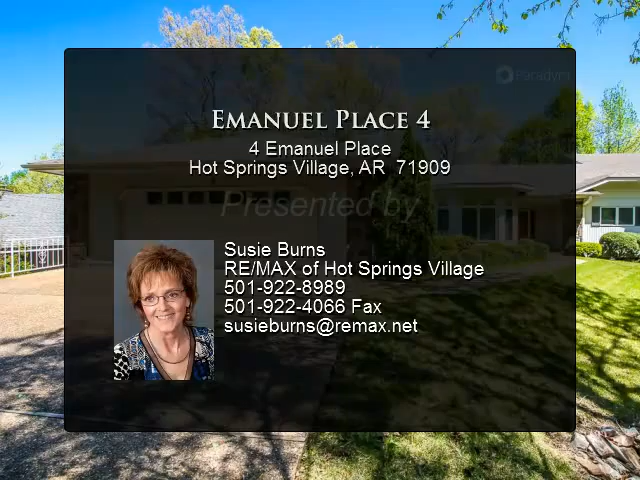 Paradym
Emanuel Place 4
4 Emanuel Place
Hot Springs Village, AR 71909
Presented by
Susie Burns
RE/MAX of Hot Springs Village
501-922-8989
501-922-4066 Fax
susieburns@remax.net